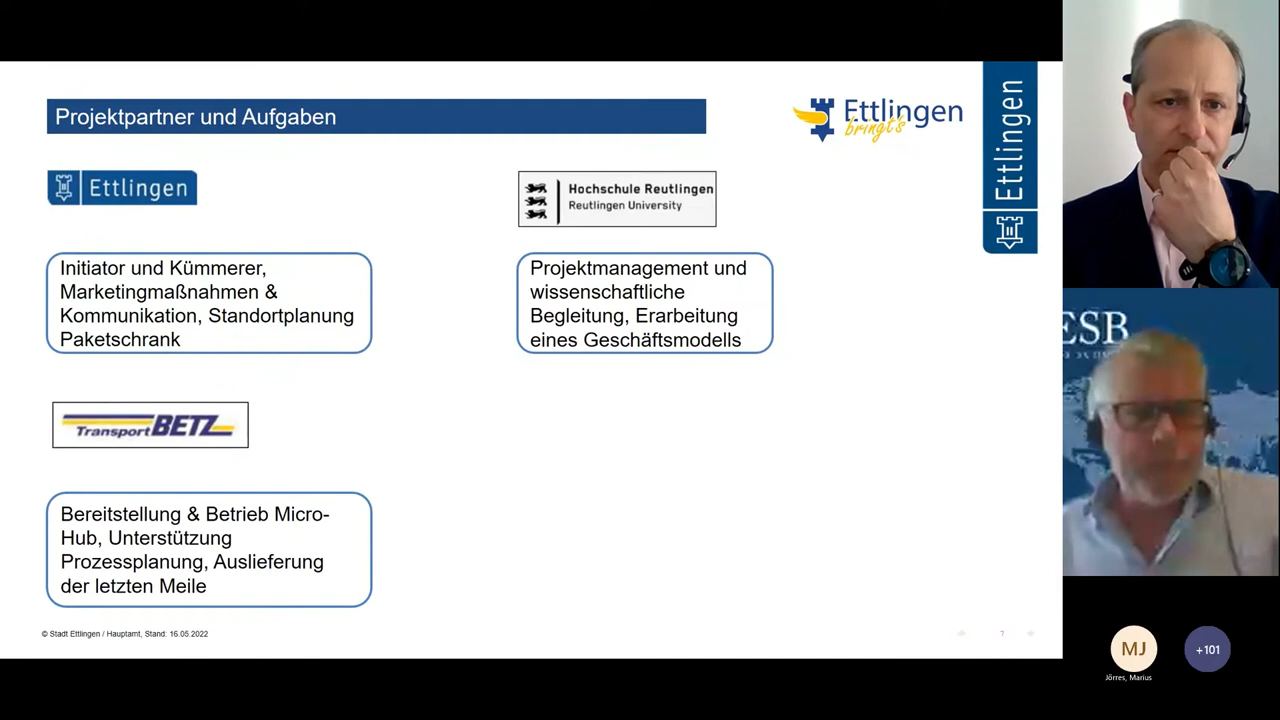 Projektpartner und Aufgaben
Ettlingen
bringt's
Ettlingen
Ettlingen
Hochschule Reutlingen
Reutlingen University
Initiator und Kümmerer,
Marketingmaßnahmen &
Kommunikation, Standortplanung
Paketschrank
Projektmanagement und
wissenschaftliche
Begleitung, Erarbeitung
eines Geschäftsmodells
Transport BETZ
Bereitstellung & Betrieb Micro-
Hub, Unterstützung
Prozessplanung, Auslieferung
der letzten Meile
© Stadt Ettlingen / Hauptamt, Stand: 16.05.2022
7
ESB
MJ
+101
Jörres, Marius